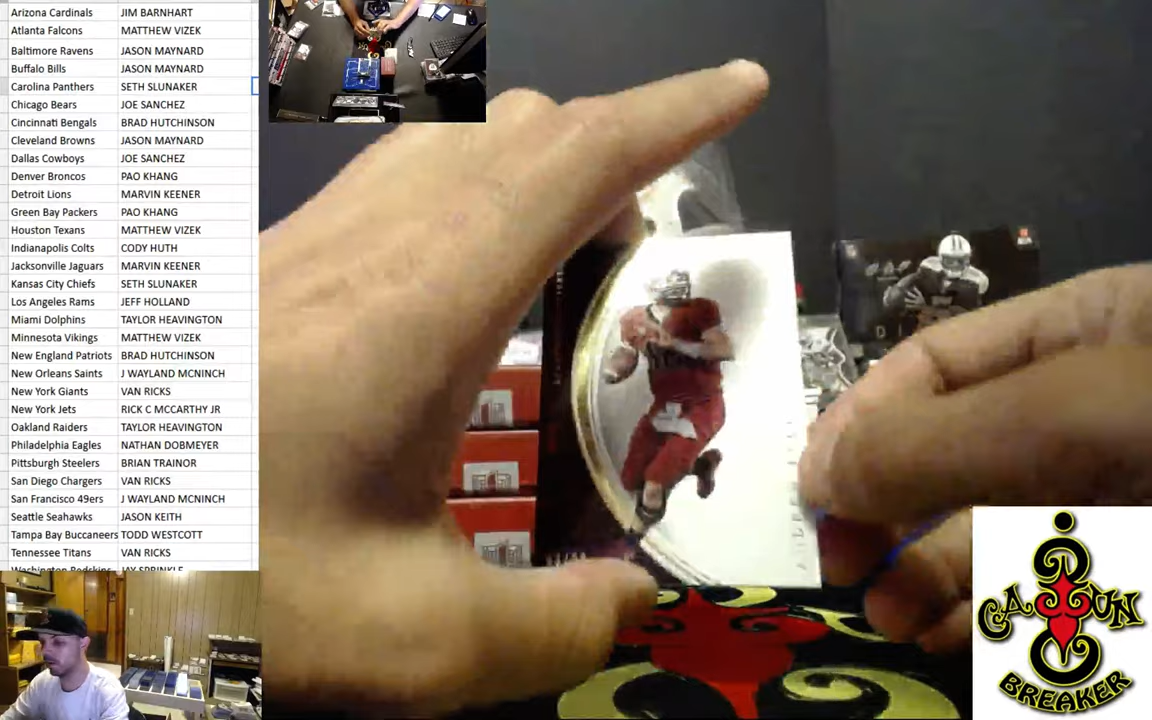 Arizona Cardinals JIM BARNHART
Atlanta Falcons MATTHEW VIZEK
Baltimore Ravens JASON MAYNARD
Buffalo Bills JASON MAYNARD
Carolina Panthers SETH SLUNAKER
Chicago Bears JOE SANCHEZ
Cincinnati Bengals BRAD HUTCHINSON
Cleveland Browns JASON MAYNARD
Dallas Cowboys JOE SANCHEZ
Denver Broncos PAO KHANG
Detroit Lions MARVIN KEENER
Green Bay Packers PAO KHANG
Houston Texans MATTHEW VIZEK
Indianapolis Colts CODY HUTH
Jacksonville Jaguars MARVIN KEENER
Kansas City Chiefs SETH SLUNAKER
Los Angeles Rams JEFF HOLLAND
Miami Dolphins TAYLOR HEAVINGTON
Minnesota Vikings MATTHEW VIZEK
New England Patriots BRAD HUTCHINSON
New Orleans Saints J WAYLAND MCNINCH
New York Giants VAN RICKS
New York Jets RICK C MCCARTHY JR
Oakland Raiders TAYLOR HEAVINGTON
Philadelphia Eagles NATHAN DOBMEYER
Pittsburgh Steelers BRIAN TRAINOR
San Diego Chargers VAN RICKS
San Francisco 49ers J WAYLAND MCNINCH
Seattle Seahawks JASON KEITH
Tampa Bay Buccaneers TODD WESTCOTT
Tennessee Titans VAN RICKS
Washington Redskins JAY SPRINKLE
CAJUN
BREAKER